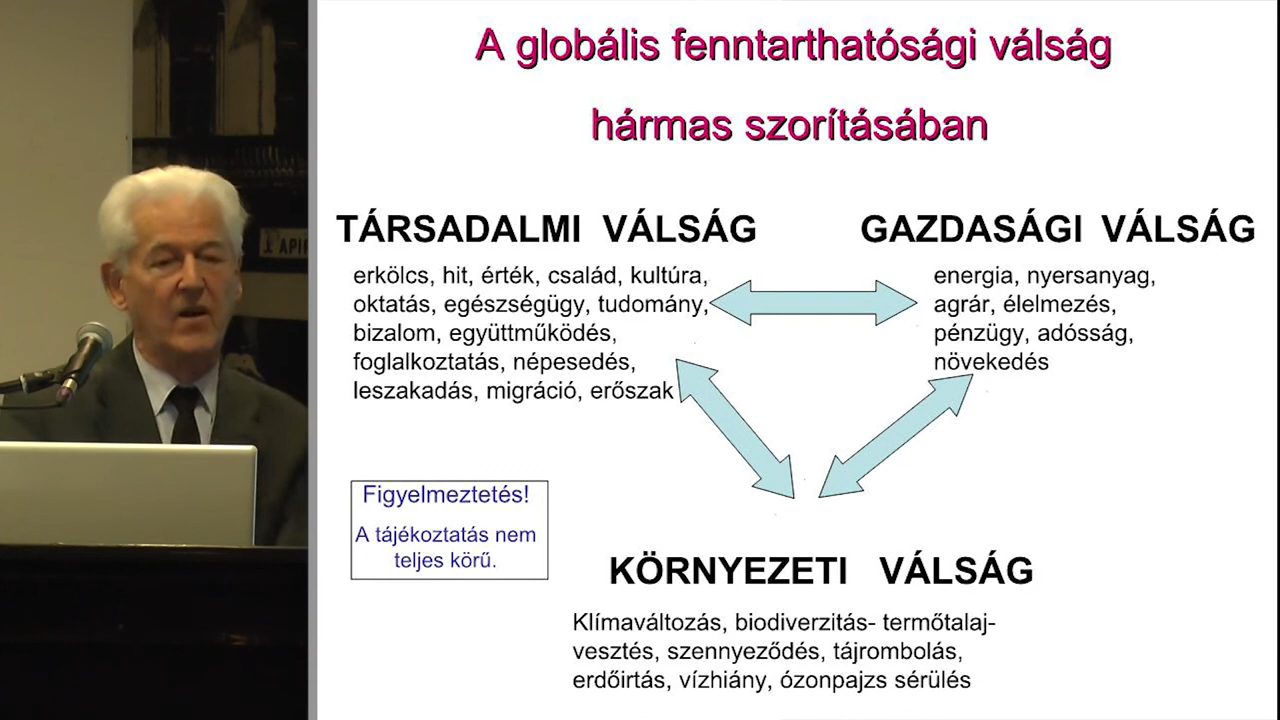 A globális fenntarthatósági válság
hármas szorításában
TÁRSADALMI VÁLSÁG
erkölcs, hit, érték, család, kultúra,
oktatás, egészségügy, tudomány,
bizalom, együttműködés,
foglalkoztatás, népesedés,
leszakadás, migráció, erőszak
GAZDASÁGI VÁLSÁG
energia, nyersanyag,
agrár, élelmezés,
pénzügy, adósság,
növekedés
Figyelmeztetés!
A tájékoztatás nem
teljes körű.
KÖRNYEZETI VÁLSÁG
Klímaváltozás, biodiverzitás- termőtalaj-
vesztés, szennyeződés, tájrombolás,
erdőirtás, vízhiány, ózonpajzs sérülés